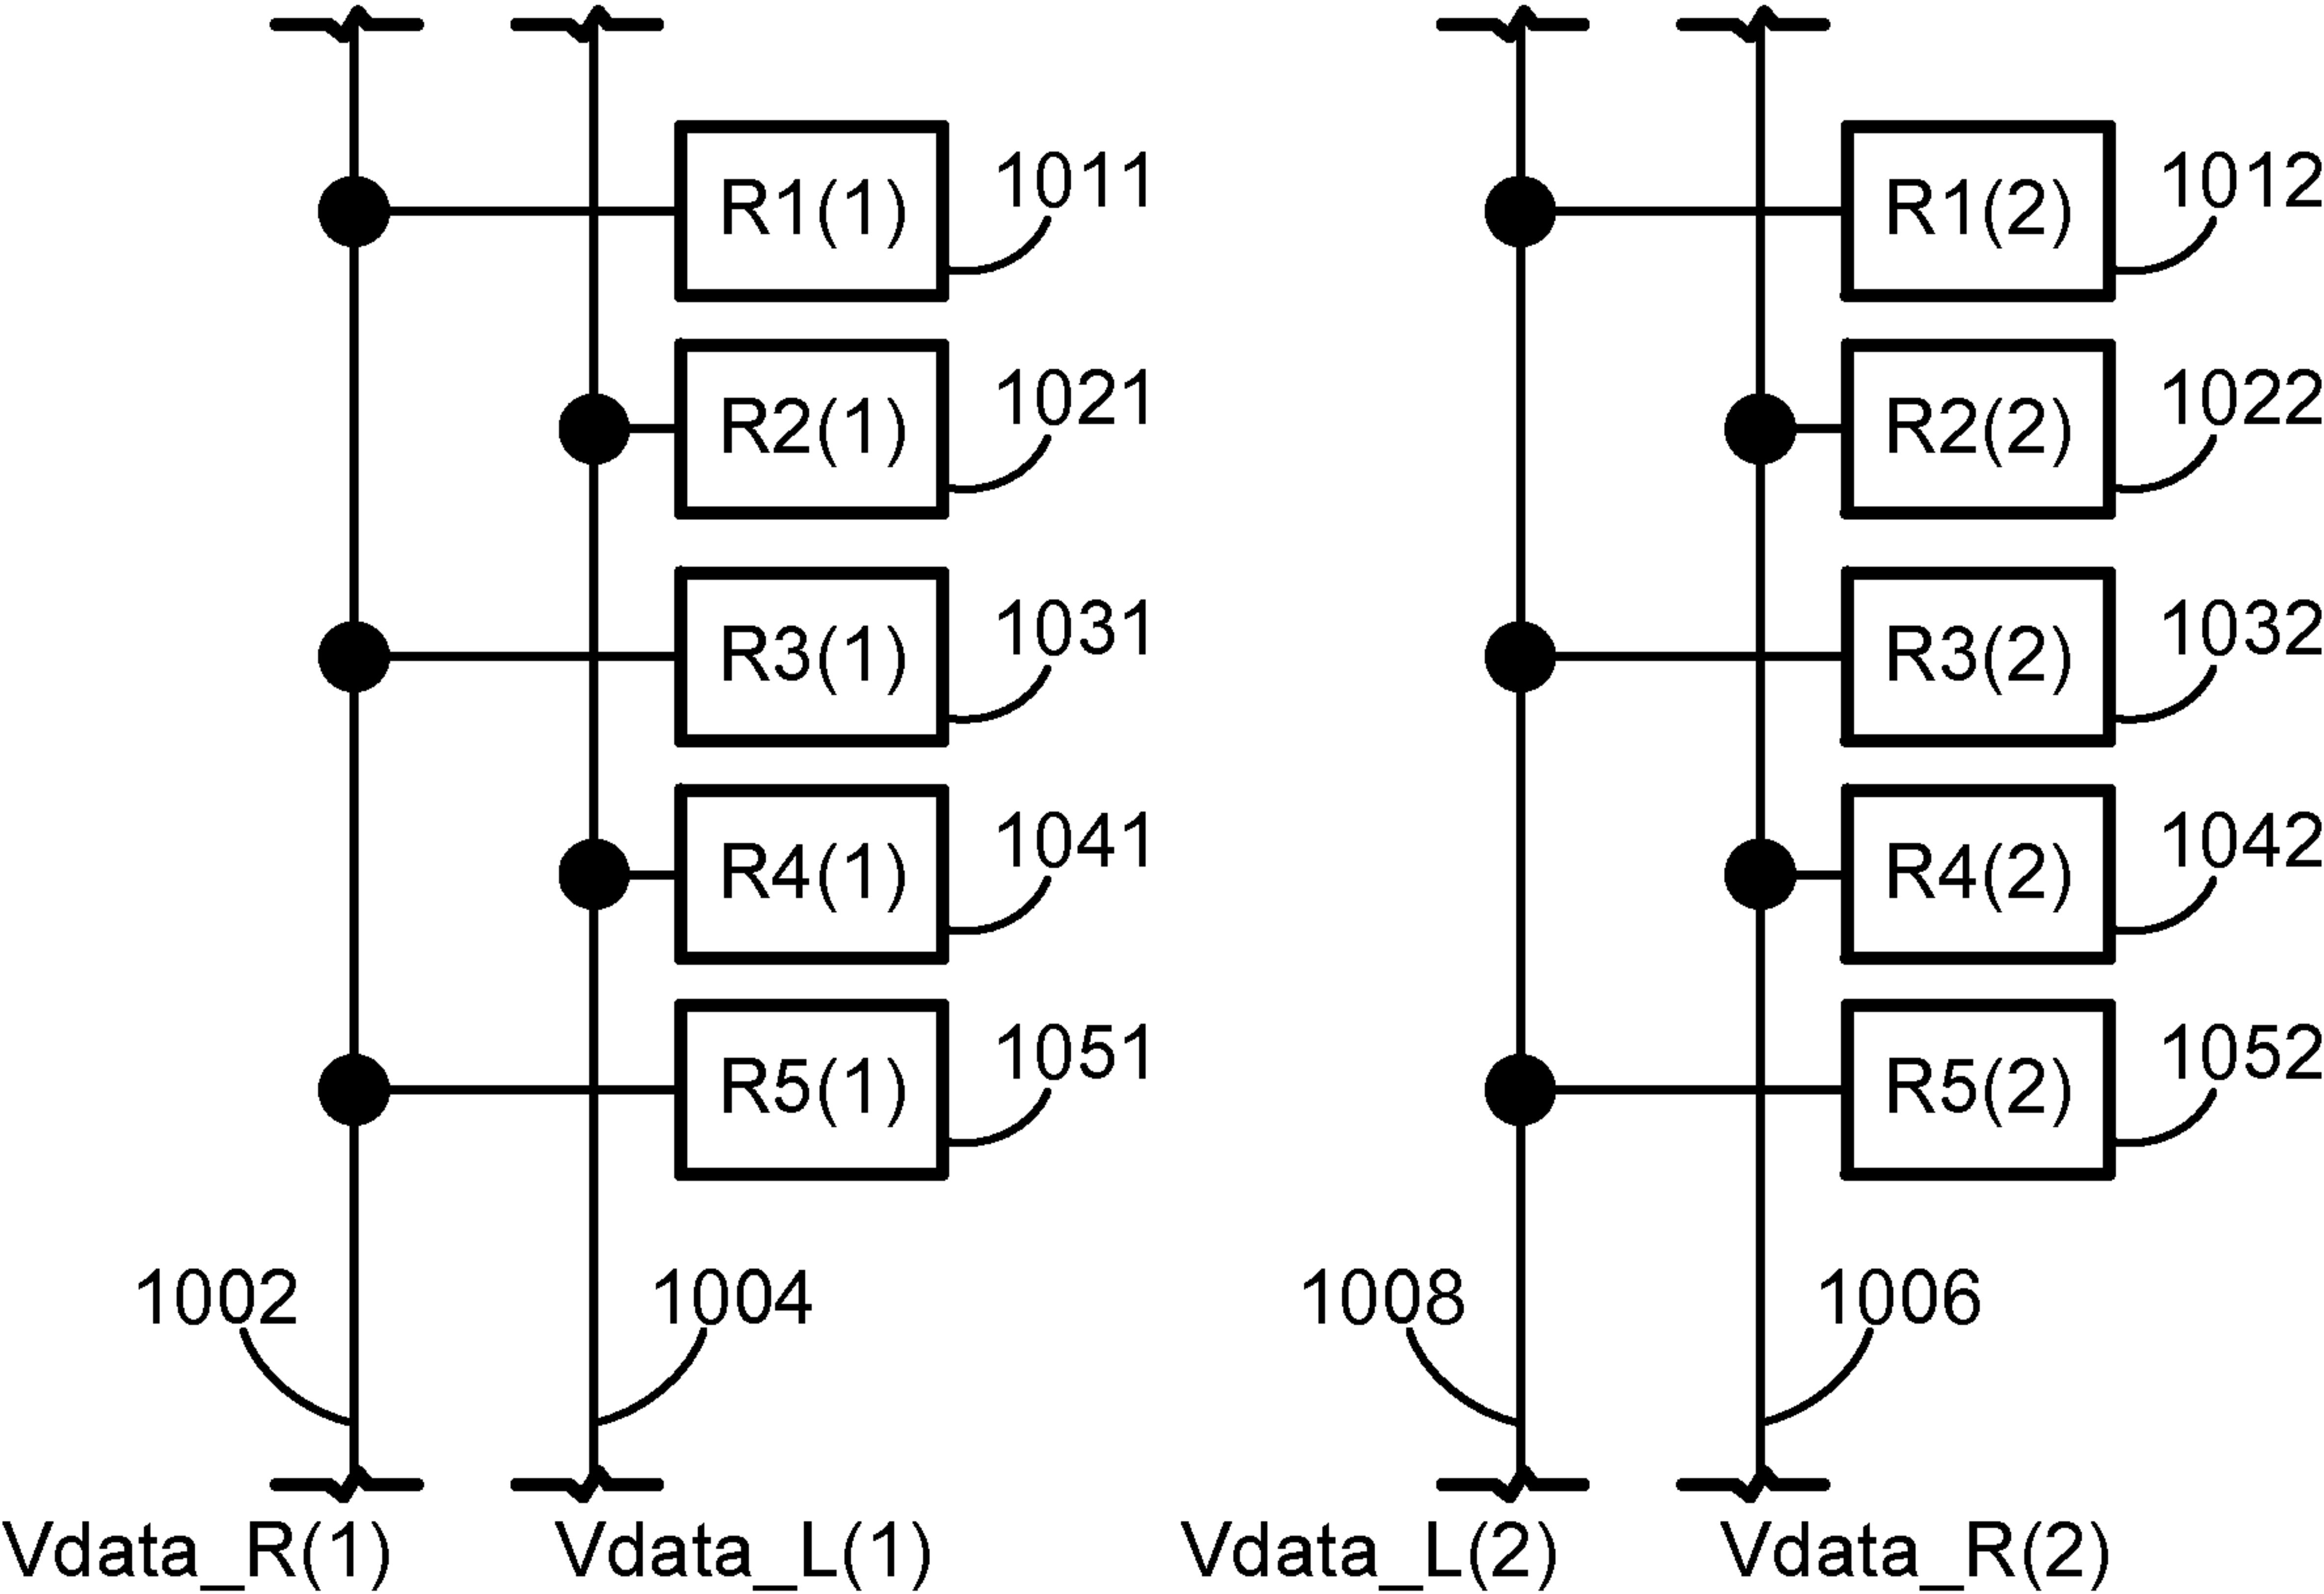 1011
1012
R1(1)
R1(2)
1021
1022
R2(1)
R2(2)
1031
1032
R3(1)
R3(2)
1041
1042
R4(1)
R4(2)
1051
1052
R5(1)
R5(2)
1002
1004
1008
1006
Vdata_R(1)
Vdata_L(1)
Vdata_L(2)
Vdata_R(2)